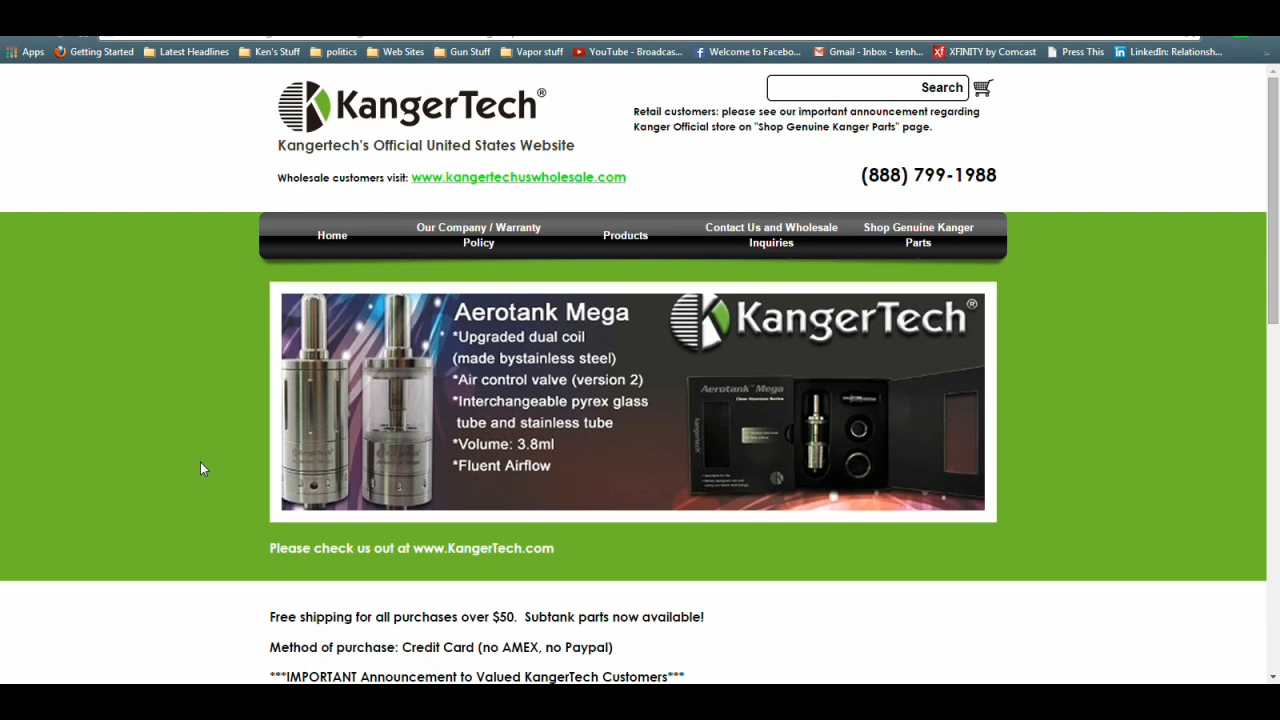 Apps Getting Started Latest Headlines Ken's Stuff politics Web Sites Gun Stuff Vapor stuff YouTube - Broadcas... Welcome to Facebo... Gmail - Inbox - kenh... XFINITY by Comcast Press This LinkedIn: Relationsh...
KangerTech®
Kangertech's Official United States Website
Wholesale customers visit: www.kangertechuswholesale.com
Search
Retail customers: please see our important announcement regarding
Kanger Official store on "Shop Genuine Kanger Parts" page.
(888) 799-1988
Home
Our Company / Warranty
Policy
Products
Contact Us and Wholesale
Inquiries
Shop Genuine Kanger
Parts
Aerotank Mega
*Upgraded dual coil
(made bystainless steel)
*Air control valve (version 2)
*Interchangeable pyrex glass
tube and stainless tube
*Volume: 3.8ml
*Fluent Airflow
KangerTech®
Aerotank Mega
Please check us out at www.KangerTech.com
Free shipping for all purchases over $50. Subtank parts now available!
Method of purchase: Credit Card (no AMEX, no Paypal)
***IMPORTANT Announcement to Valued KangerTech Customers***